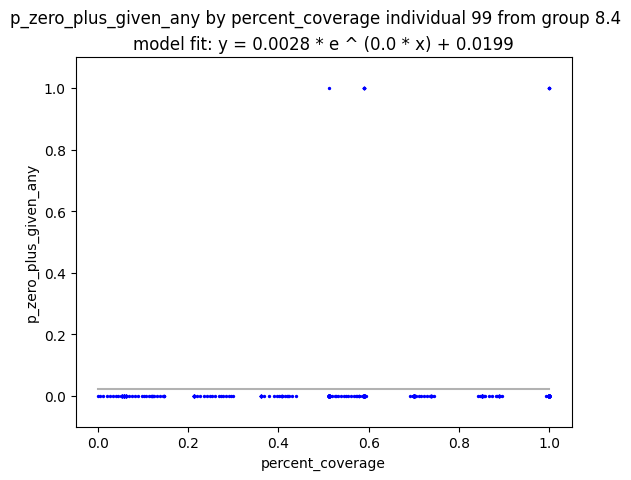 p_zero_plus_given_any by percent_coverage individual 99 from group 8.4
model fit: y = 0.0028 * e ^ (0.0 * x) + 0.0199
1.0
0.8
0.6
0.4
0.2
0.0
p_zero_plus_given_any
0.0 0.2 0.4 0.6 0.8 1.0
percent_coverage